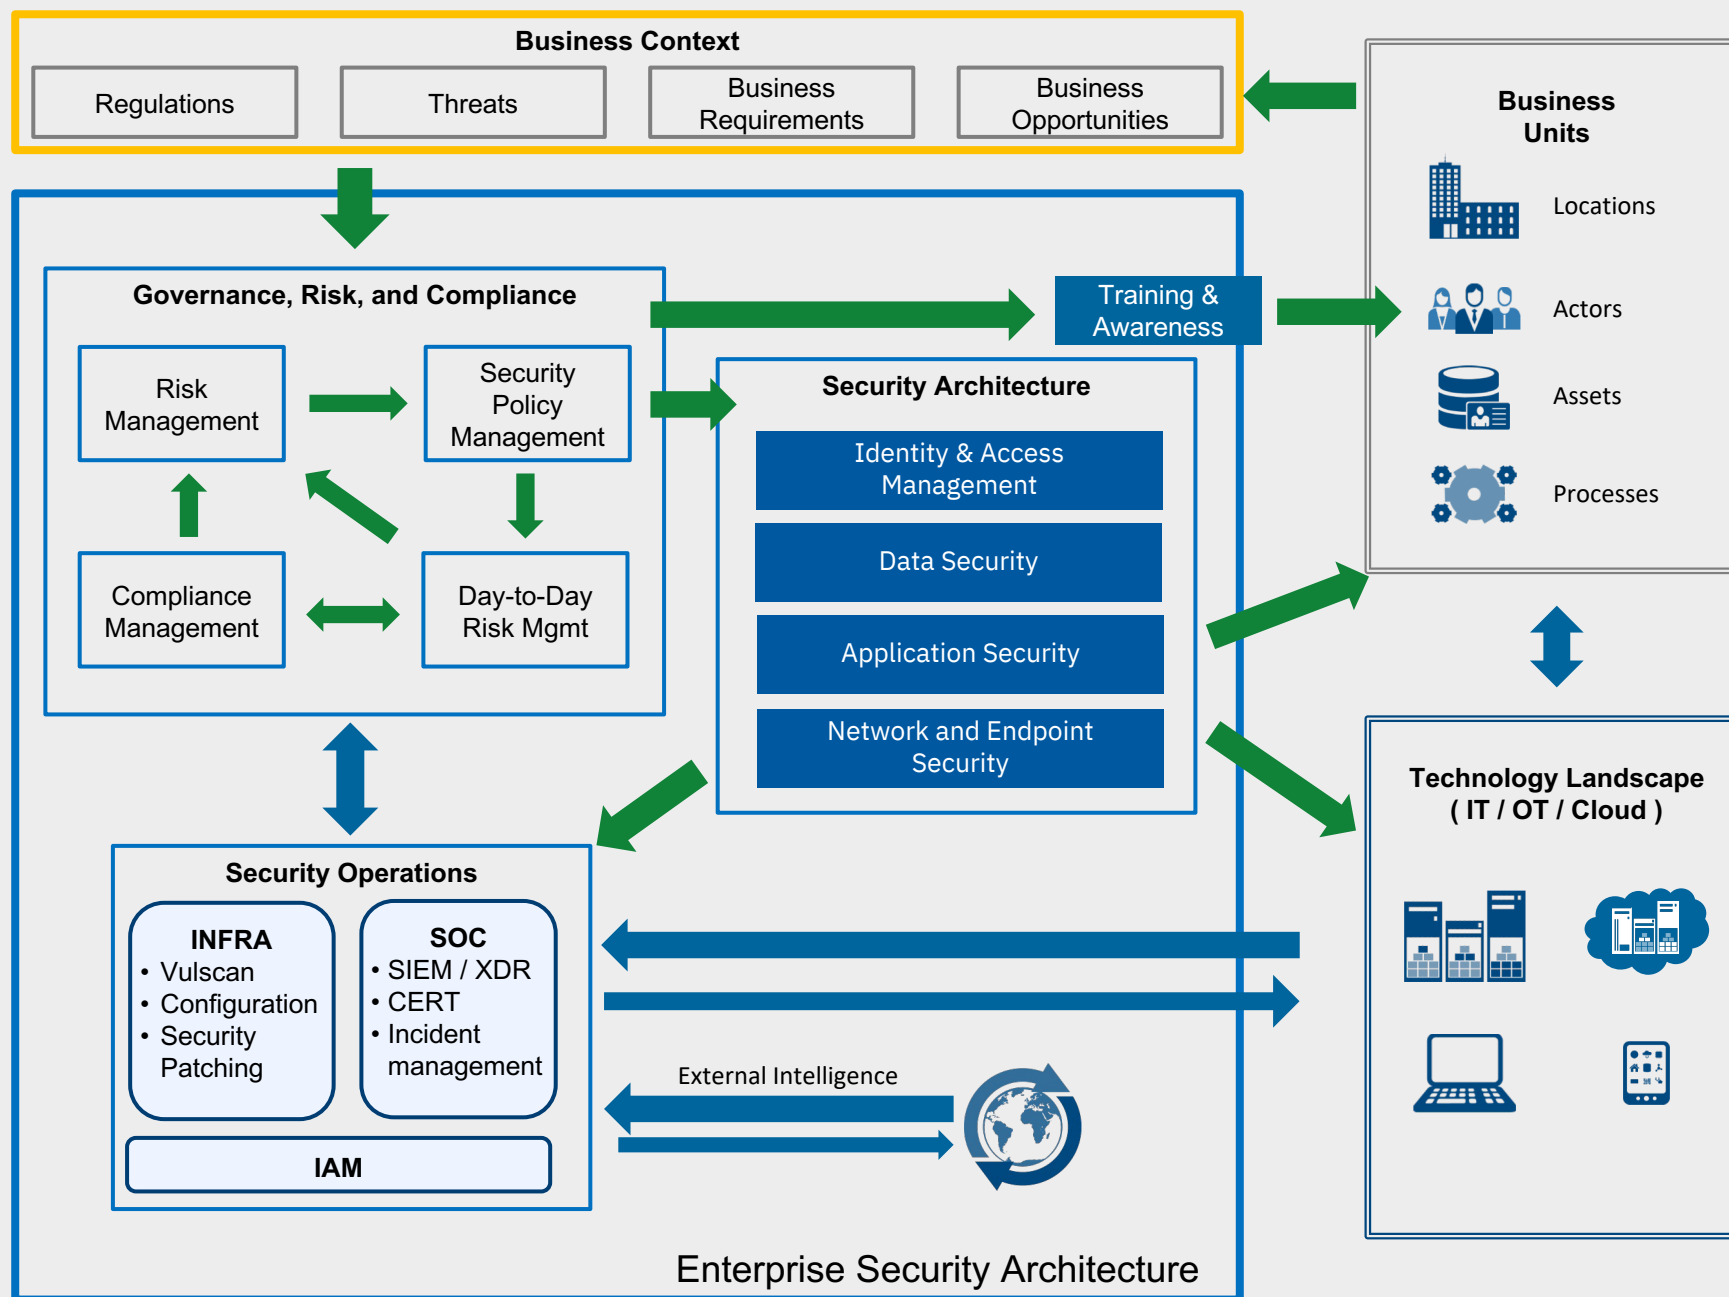 Business Context
Regulations
Threats
Business
Requirements
Business
Opportunities
Business
Units
Locations
Actors
Assets
Processes
Governance, Risk, and Compliance
Risk
Management
Security
Policy
Management
Compliance
Management
Day-to-Day
Risk Mgmt
Training &
Awareness
Security Architecture
Identity & Access
Management
Data Security
Application Security
Network and Endpoint
Security
Technology Landscape
( IT / OT / Cloud )
Security Operations
INFRA
• Vulscan
• Configuration
• Security
Patching
SOC
• SIEM / XDR
• CERT
• Incident
management
IAM
External Intelligence
Enterprise Security Architecture